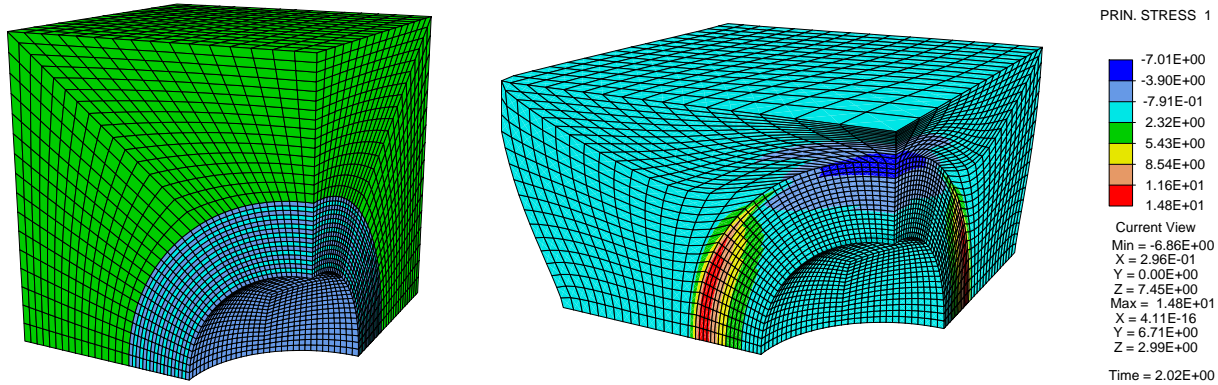 PRIN. STRESS 1
-7.01E+00
-3.90E+00
-7.91E-01
2.32E+00
5.43E+00
8.54E+00
1.16E+01
1.48E+01
Current View
Min = -6.86E+00
X = 2.96E-01
Y = 0.00E+00
Z = 7.45E+00
Max = 1.48E+01
X = 4.11E-16
Y = 6.71E+00
Z = 2.99E+00
Time = 2.02E+00